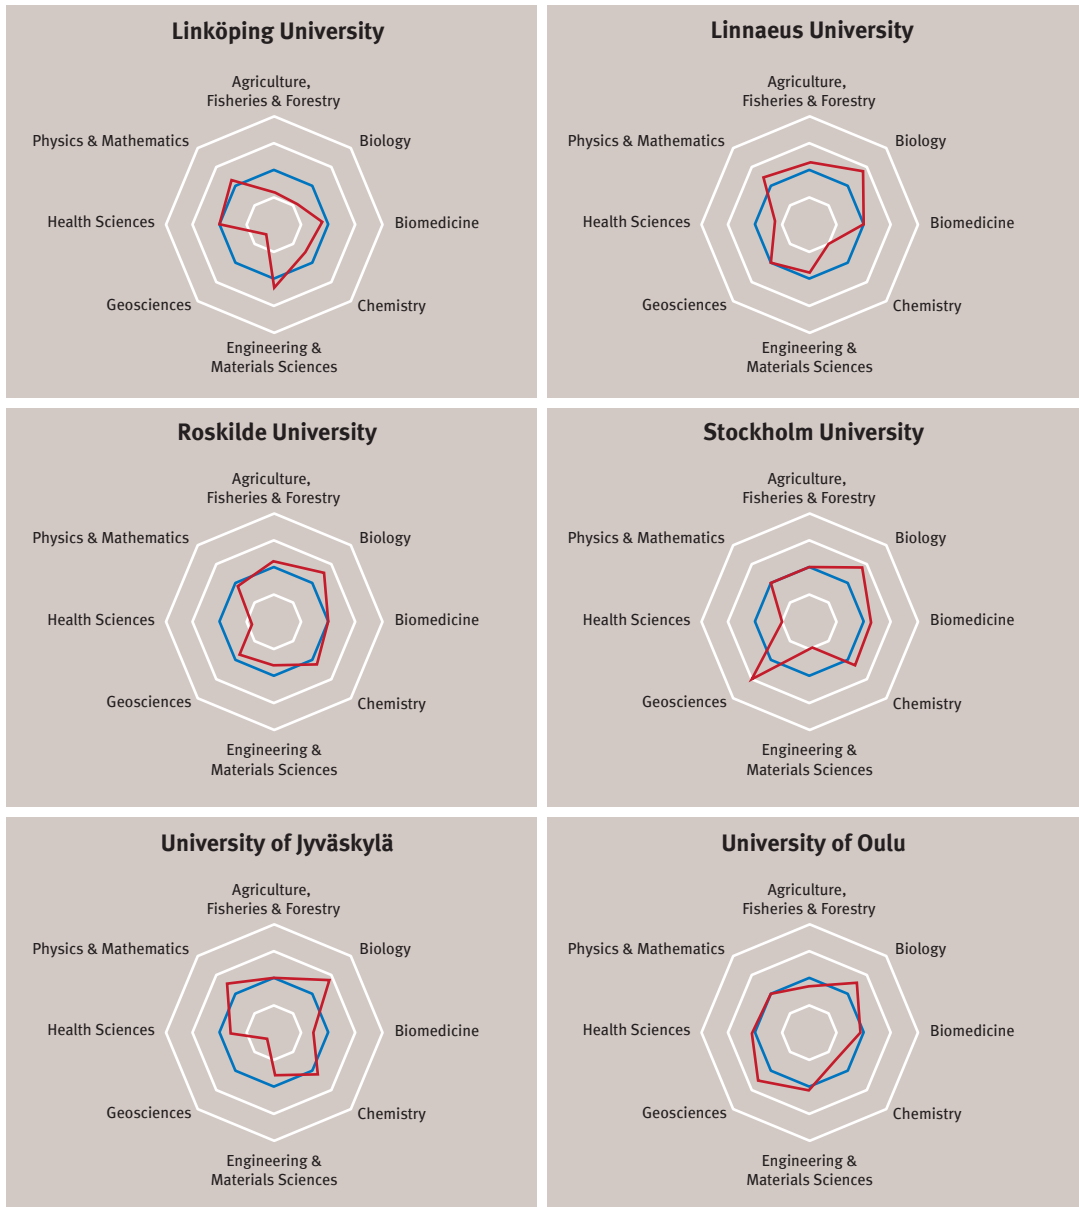 Linköping University
Agriculture,
Fisheries & Forestry
Physics & Mathematics
Biology
Health Sciences
Biomedicine
Geosciences
Chemistry
Engineering &
Materials Sciences
Linnaeus University
Agriculture,
Fisheries & Forestry
Physics & Mathematics
Biology
Health Sciences
Biomedicine
Geosciences
Chemistry
Engineering &
Materials Sciences
Roskilde University
Agriculture,
Fisheries & Forestry
Physics & Mathematics
Biology
Health Sciences
Biomedicine
Geosciences
Chemistry
Engineering &
Materials Sciences
Stockholm University
Agriculture,
Fisheries & Forestry
Physics & Mathematics
Biology
Health Sciences
Biomedicine
Geosciences
Chemistry
Engineering &
Materials Sciences
University of Jyväskylä
Agriculture,
Fisheries & Forestry
Physics & Mathematics
Biology
Health Sciences
Biomedicine
Geosciences
Chemistry
Engineering &
Materials Sciences
University of Oulu
Agriculture,
Fisheries & Forestry
Physics & Mathematics
Biology
Health Sciences
Biomedicine
Geosciences
Chemistry
Engineering &
Materials Sciences